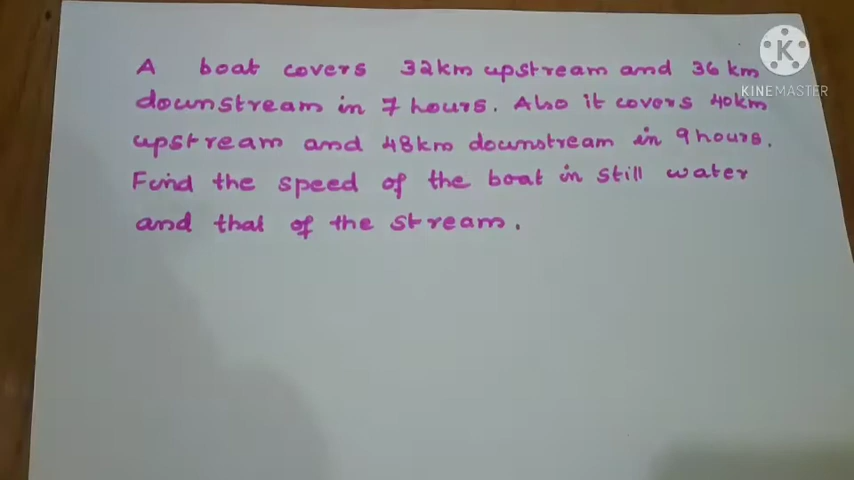 A boat covers 32km upstream and 36 km
downstream in 7 hours. Also it covers 40km
upstream and 48km downstream in 9 hours.
Find the speed of the boat in still water
and that of the stream.
KINEMASTER